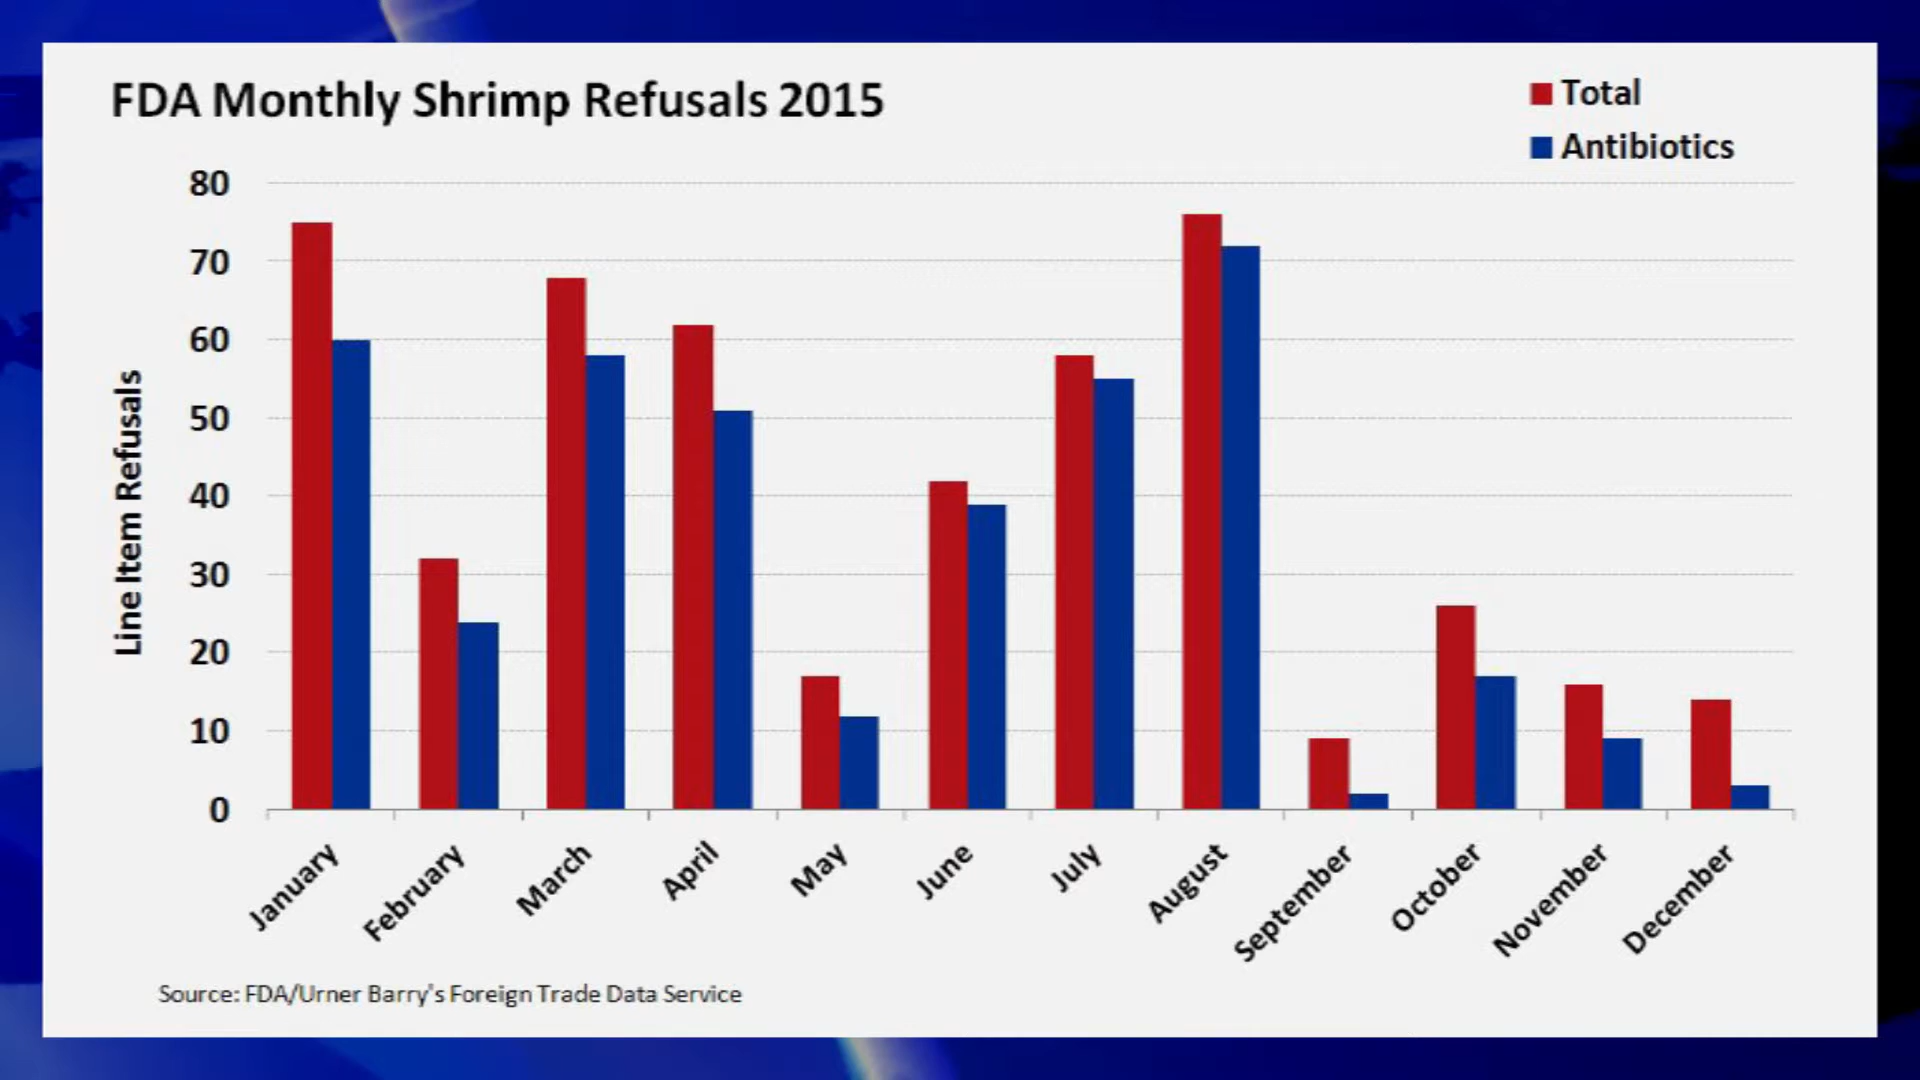 FDA Monthly Shrimp Refusals 2015
Total
Antibiotics
Line Item Refusals
80
70
60
50
40
30
20
10
0
January
February
March
April
May
June
July
August
September
October
November
December
Source: FDA/Urner Barry's Foreign Trade Data Service